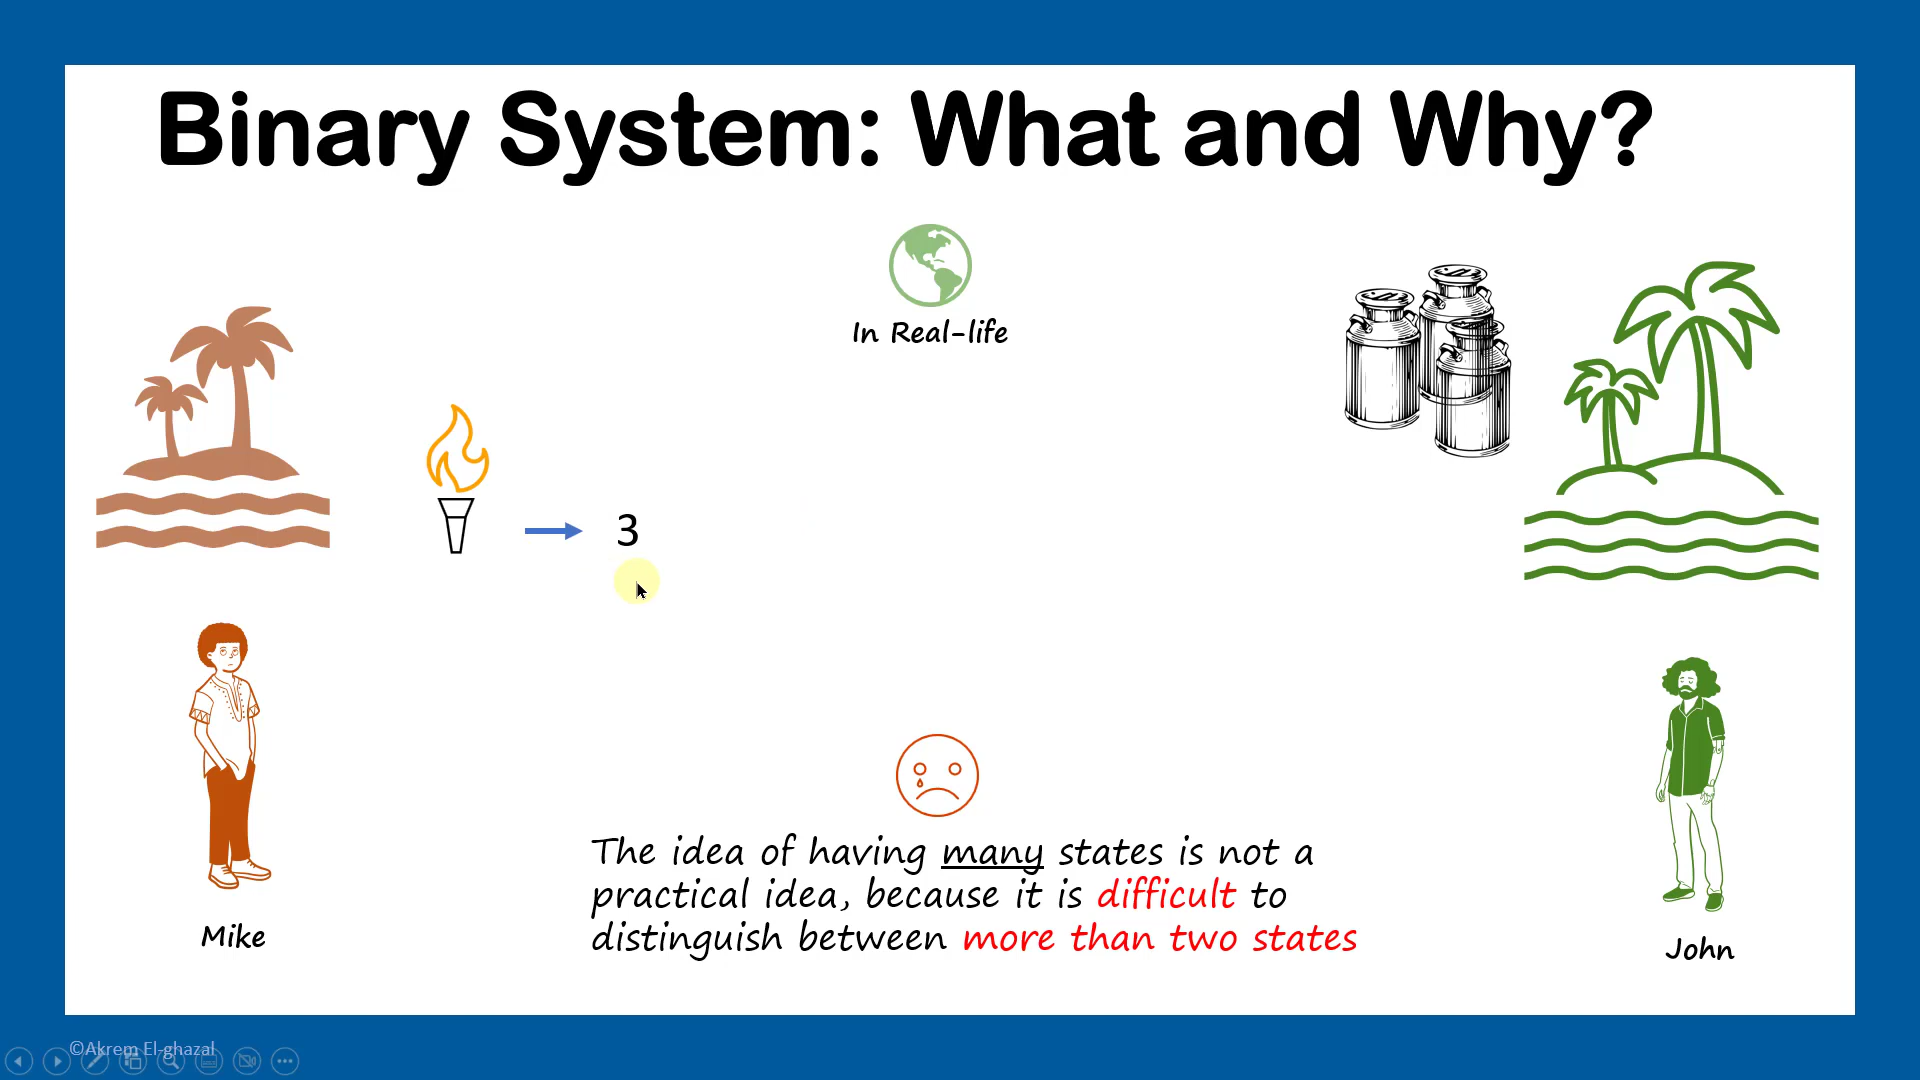 Binary System: What and Why?
In Real-life
3
The idea of having many states is not a
practical idea, because it is difficult to
distinguish between more than two states
Mike
John
©Akrem El-ghazal